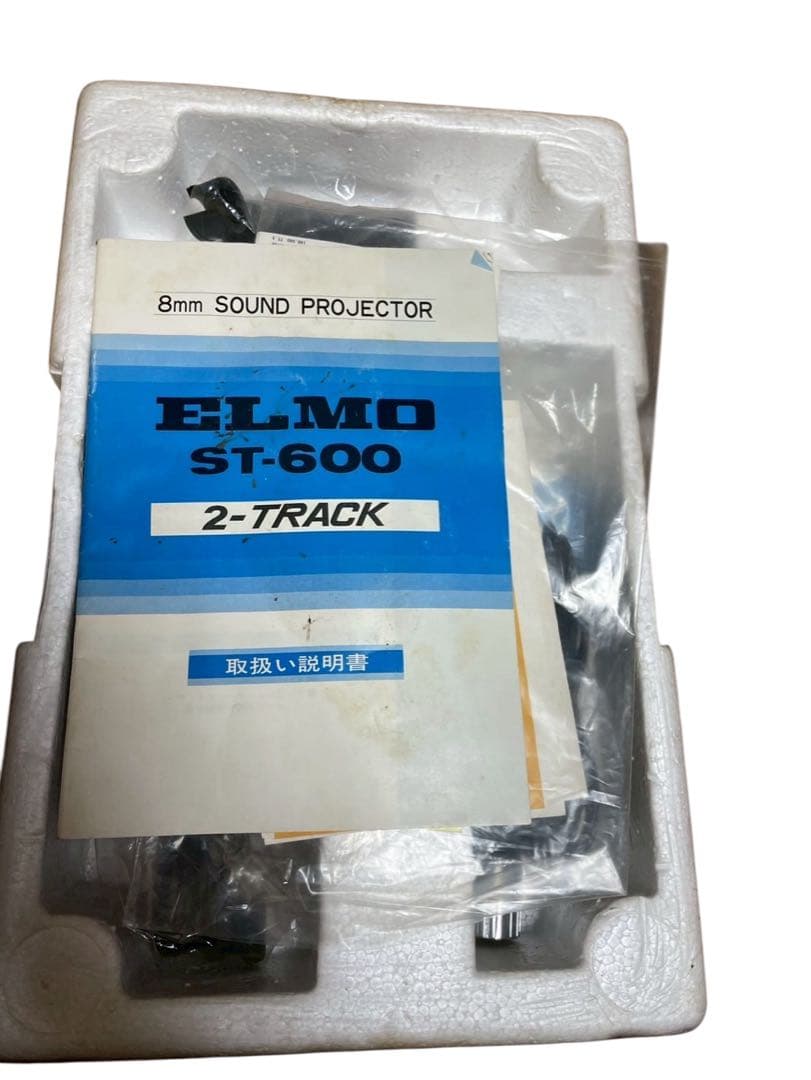 8mm SOUND PROJECTOR
ELMO
ST-600
2-TRACK
取扱い説明書